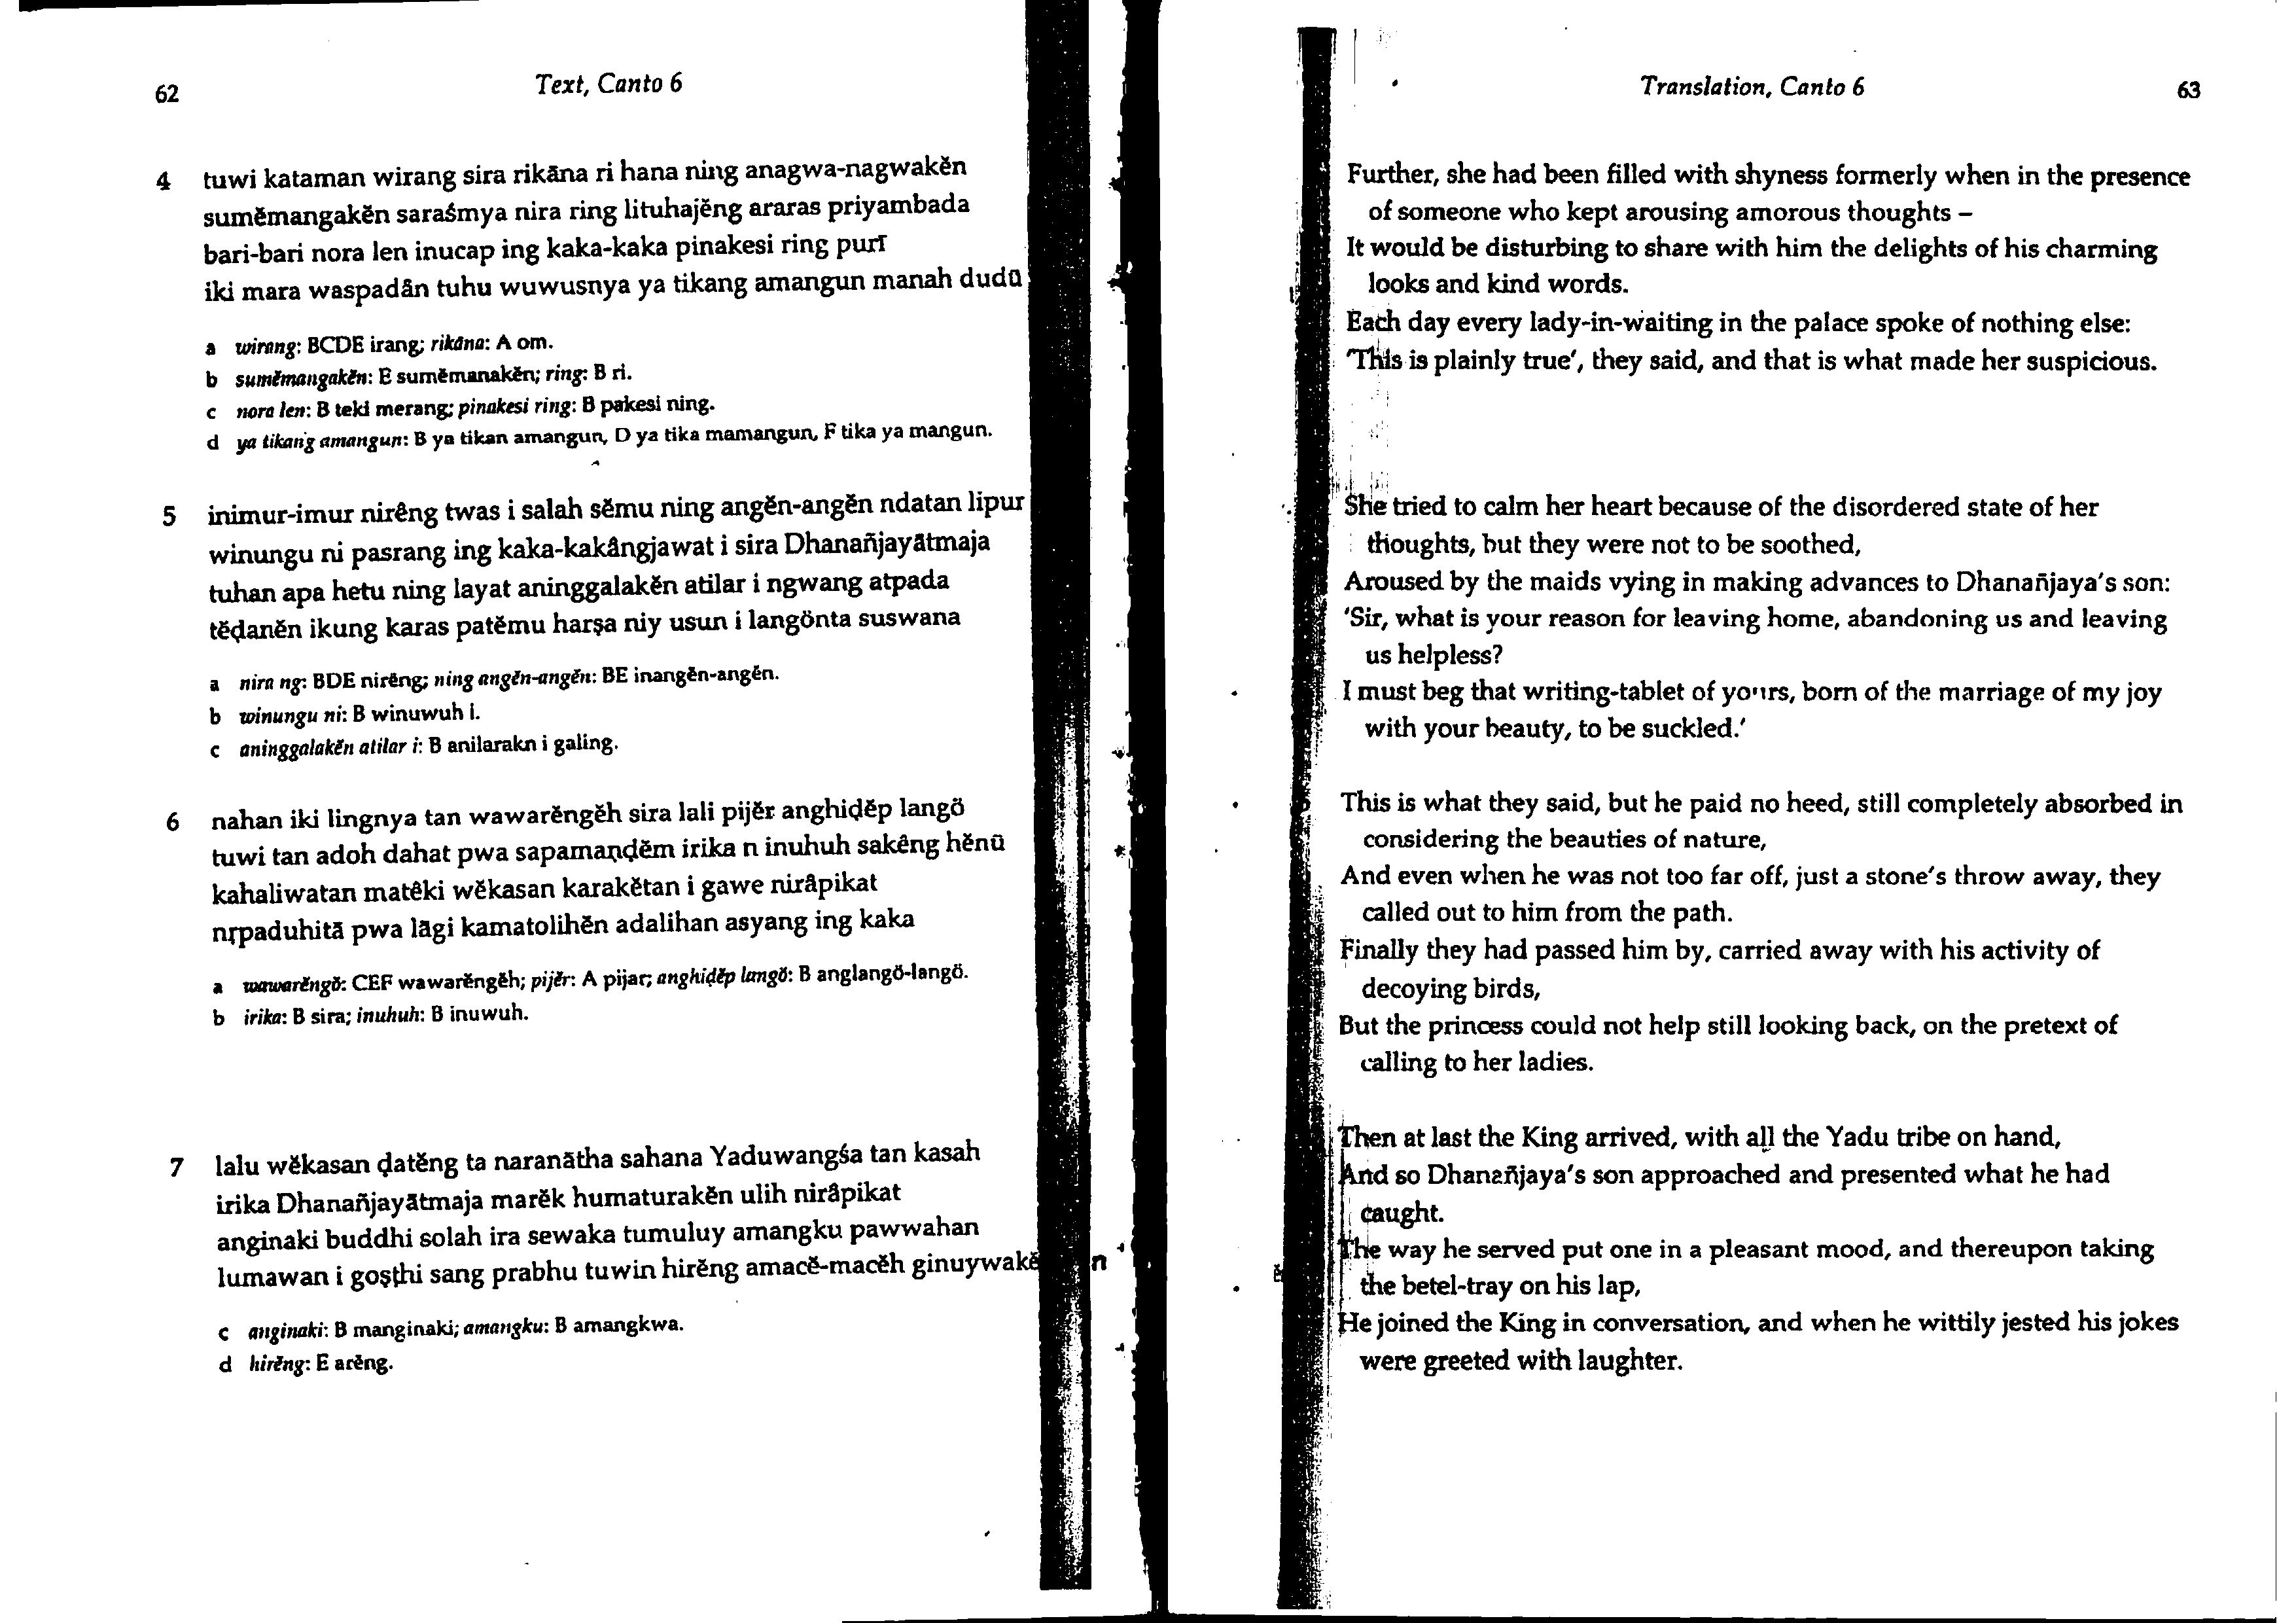 62
Text, Canto 6
4 tuwi kataman wirang sira rikāna ri hana ning anagwa-nagwakĕn
sumĕmangakĕn saraśmya nira ring lituhajĕng araras priyambada
bari-bari nora len inucap ing kaka-kaka pinakesi ring purī
iki mara waspadân tuhu wuwusnya ya tikang amangun manah dudū
a wirang: BCDE irang; rikāna: A om.
b sumĕmangakĕn: E sumĕmanakĕn; ring: B ri.
c nora len: B teki merang; pinakesi ring: B pakesi ning.
d ya tikang amangun: B ya tikan amangun, D ya tika mamangun, F tika ya mangun.
5 inimur-imur nirêng twas i salah sĕmu ning angĕn-angĕn ndatan lipur
winungu ni pasrang ing kaka-kakângjawat i sira Dhanañjayātmaja
tuhan apa hetu ning layat aninggalakĕn atilar i ngwang atpada
tĕḍanĕn ikung karas patĕmu harṣa niy usun i langönta suswana
a nira ng: BDE nirêng; ning angĕn-angĕn: BE inangĕn-angĕn.
b winungu ni: B winuwuh i.
c aninggalakĕn atilar i: B anilarakn i galing.
6 nahan iki lingnya tan wawarĕngĕh sira lali pijĕr anghiḍĕp langö
tuwi tan adoh dahat pwa sapamaṇḍĕm irika n inuhuh sakêng hĕnū
kahaliwatan matêki wĕkasan karakĕtan i gawe nirâpikat
nṛpaduhitā pwa lāgi kamatolihĕn adalihan asyang ing kaka
a wawarĕngö: CEF wawarĕngĕh; pijĕr: A pijar; anghiḍĕp langö: B anglangö-langö.
b irika: B sira; inuhuh: B inuwuh.
7 lalu wĕkasan ḍatĕng ta naranātha sahana Yaduwangśa tan kasah
irika Dhanañjayātmaja marĕk humaturakĕn ulih nirâpikat
anginaki buddhi solah ira sewaka tumuluy amangku pawwahan
lumawan i goṣṭhi sang prabhu tuwin hirĕng amacĕ-macĕh ginuywakĕn
c anginaki: B manginaki; amangku: B amangkwa.
d hirĕng: E arĕng.
Translation, Canto 6
63
Further, she had been filled with shyness formerly when in the presence
of someone who kept arousing amorous thoughts –
It would be disturbing to share with him the delights of his charming
looks and kind words.
Each day every lady-in-waiting in the palace spoke of nothing else:
'This is plainly true', they said, and that is what made her suspicious.
She tried to calm her heart because of the disordered state of her
thoughts, but they were not to be soothed,
Aroused by the maids vying in making advances to Dhanañjaya's son:
'Sir, what is your reason for leaving home, abandoning us and leaving
us helpless?
I must beg that writing-tablet of yours, born of the marriage of my joy
with your beauty, to be suckled.'
This is what they said, but he paid no heed, still completely absorbed in
considering the beauties of nature,
And even when he was not too far off, just a stone's throw away, they
called out to him from the path.
Finally they had passed him by, carried away with his activity of
decoying birds,
But the princess could not help still looking back, on the pretext of
calling to her ladies.
Then at last the King arrived, with all the Yadu tribe on hand,
And so Dhanañjaya's son approached and presented what he had
caught.
The way he served put one in a pleasant mood, and thereupon taking
the betel-tray on his lap,
He joined the King in conversation, and when he wittily jested his jokes
were greeted with laughter.